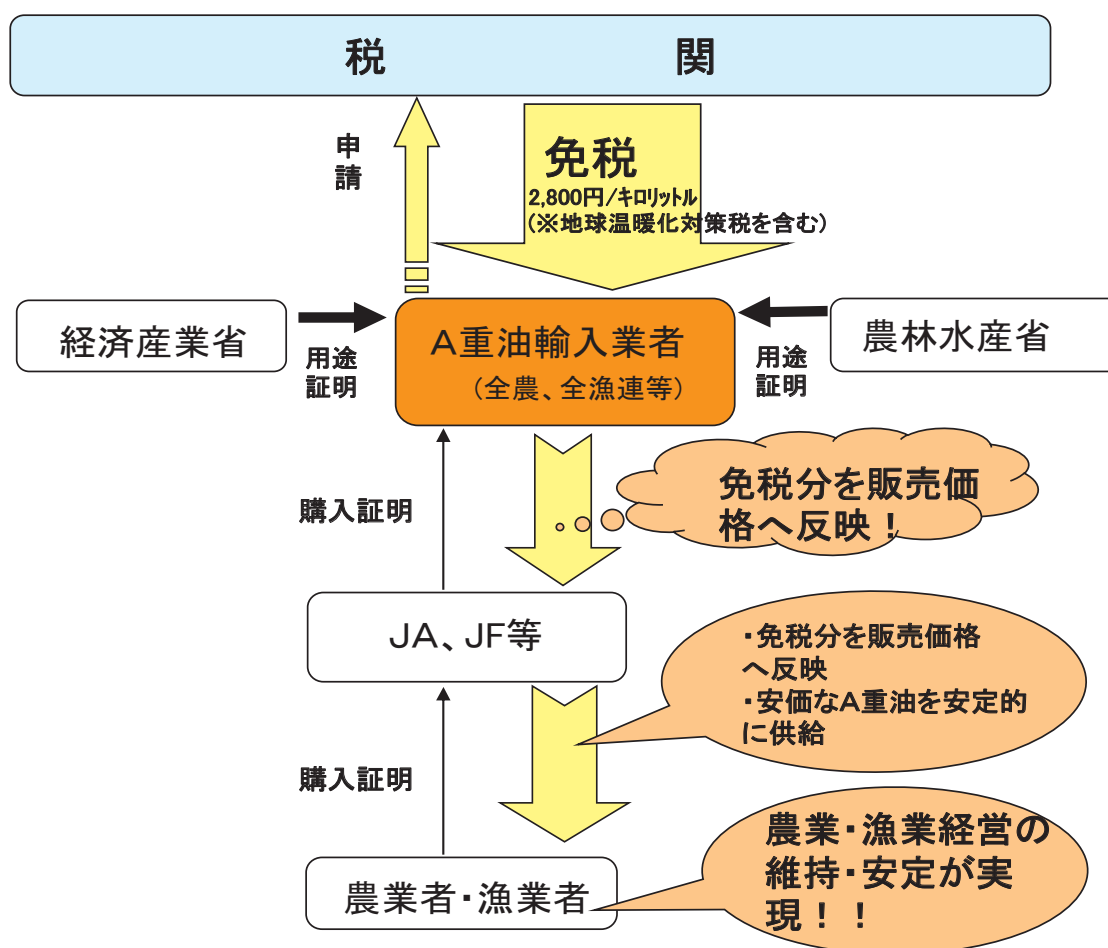 税　　　　関
申
請
免税
2,800円/キロリットル
(※地球温暖化対策税を含む)
経済産業省
用途
証明
A重油輸入業者
(全農、全漁連等)
農林水産省
用途
証明
購入証明
免税分を販売価
格へ反映！
JA、JF等
・免税分を販売価格
へ反映
・安価なA重油を安定的
に供給
購入証明
農業者・漁業者
農業・漁業経営の
維持・安定が実
現！！